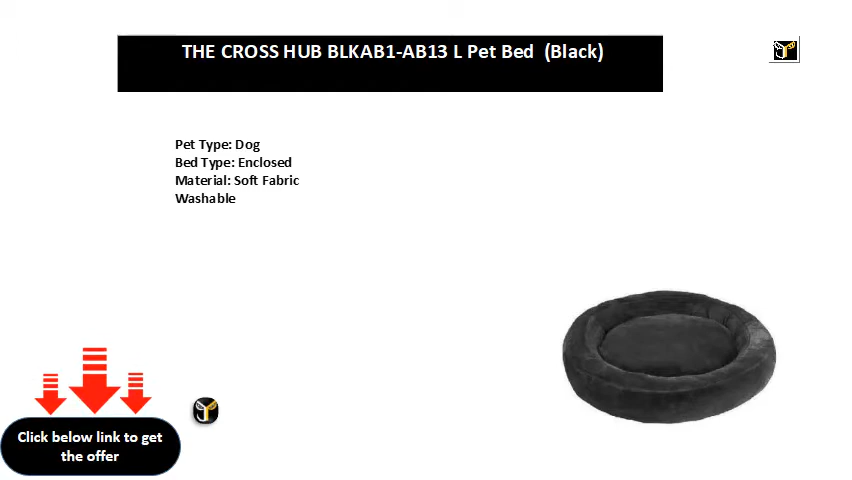 THE CROSS HUB BLKAB1-AB13 L Pet Bed  (Black)
Pet Type: Dog
Bed Type: Enclosed
Material: Soft Fabric
Washable
Click below link to get
the offer